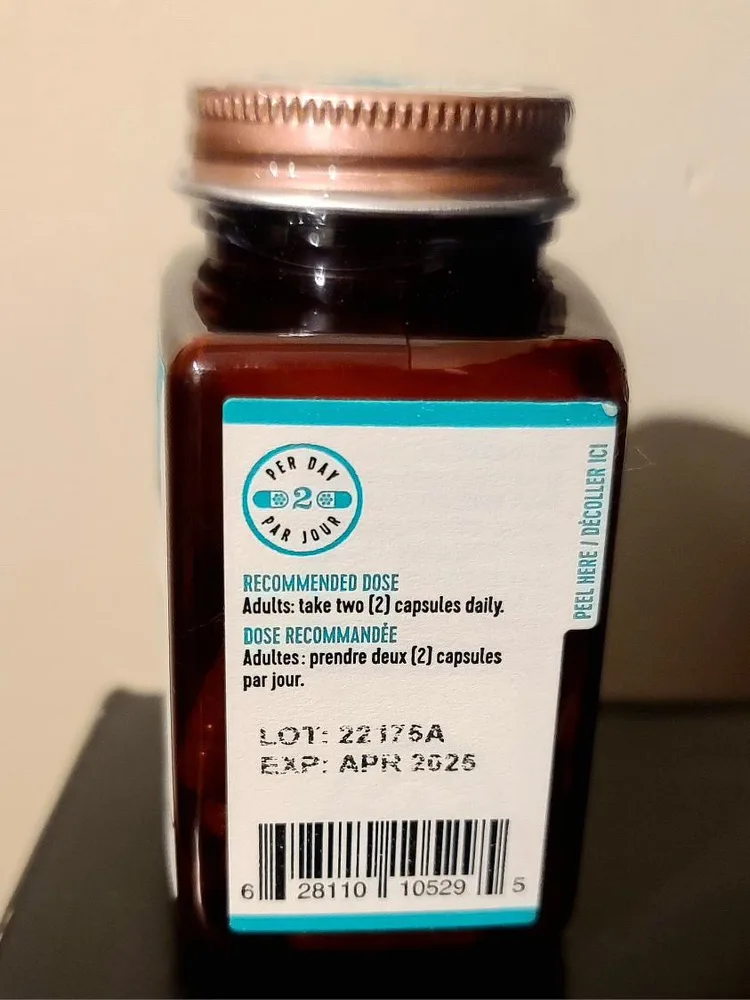 PER DAY
2
PAR JOUR
PEEL HERE / DÉCOLLER ICI
RECOMMENDED DOSE
Adults: take two (2) capsules daily.
DOSE RECOMMANDÉE
Adultes : prendre deux (2) capsules
par jour.
LOT: 22175A
EXP: APR 2025
6 28110 10529 5